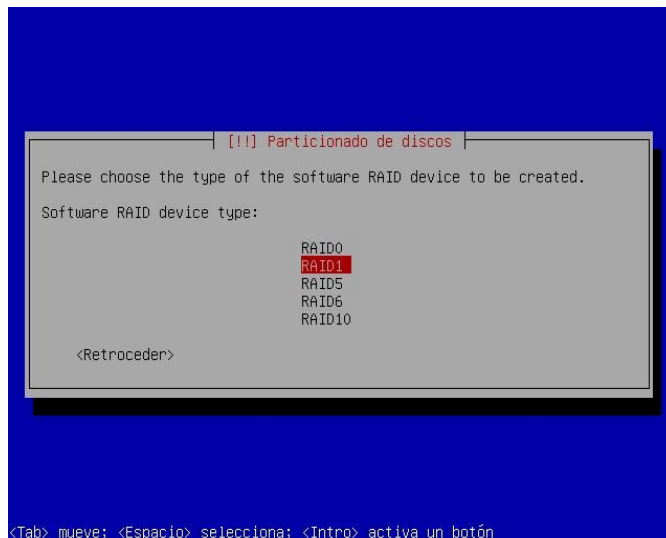 [!!] Particionado de discos
Please choose the type of the software RAID device to be created.
Software RAID device type:
RAID0
RAID1
RAID5
RAID6
RAID10
<Retroceder>
<Tab> mueve; <Espacio> selecciona; <Intro> activa un botón